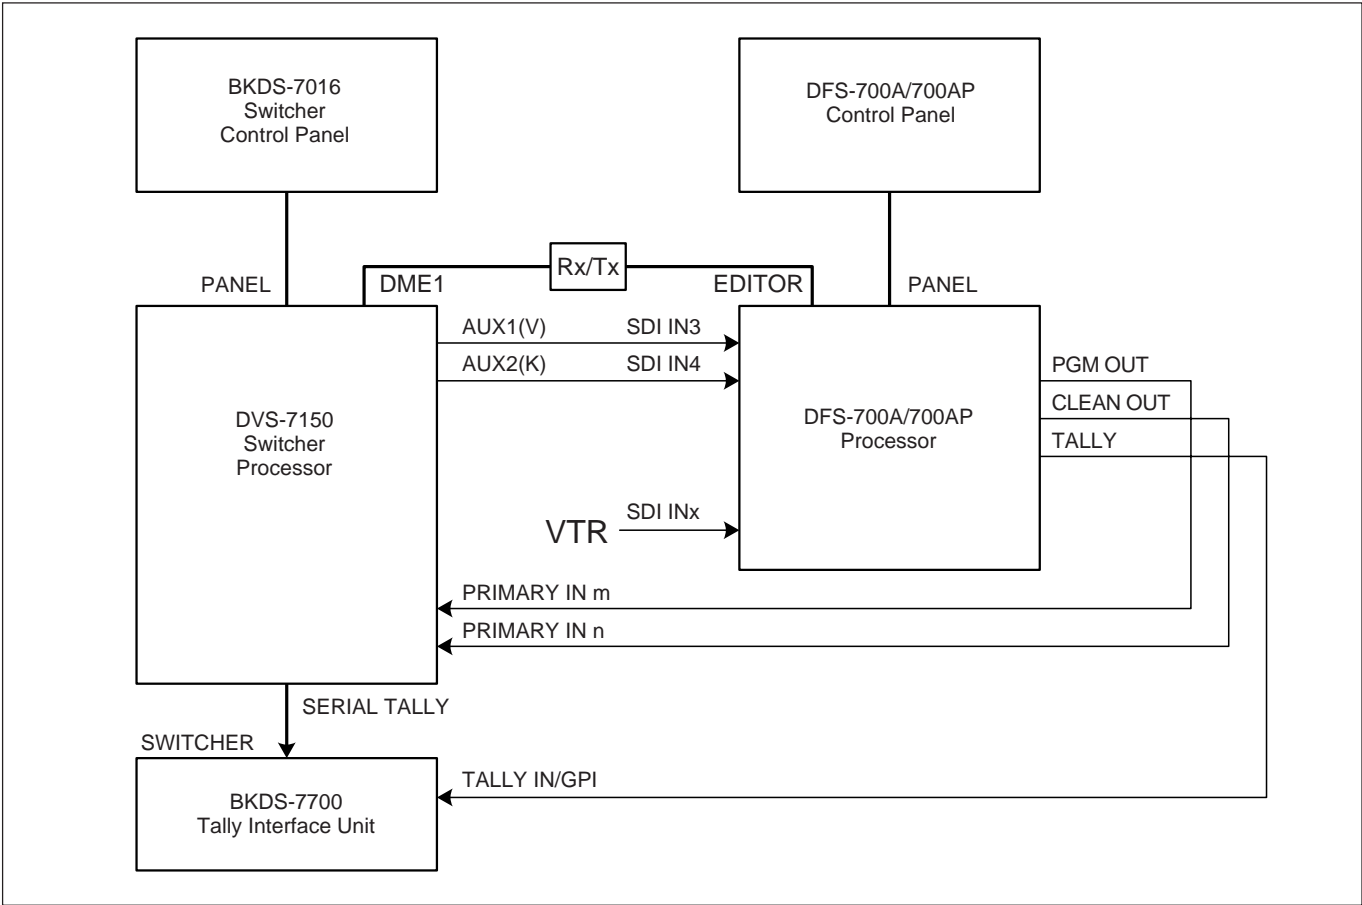 BKDS-7016
Switcher
Control Panel
DFS-700A/700AP
Control Panel
Rx/Tx
PANEL
DME1
EDITOR
PANEL
AUX1(V)
SDI IN3
AUX2(K)
SDI IN4
PGM OUT
CLEAN OUT
TALLY
DVS-7150
Switcher
Processor
DFS-700A/700AP
Processor
VTR
SDI INx
PRIMARY IN m
PRIMARY IN n
SERIAL TALLY
SWITCHER
BKDS-7700
Tally Interface Unit
TALLY IN/GPI